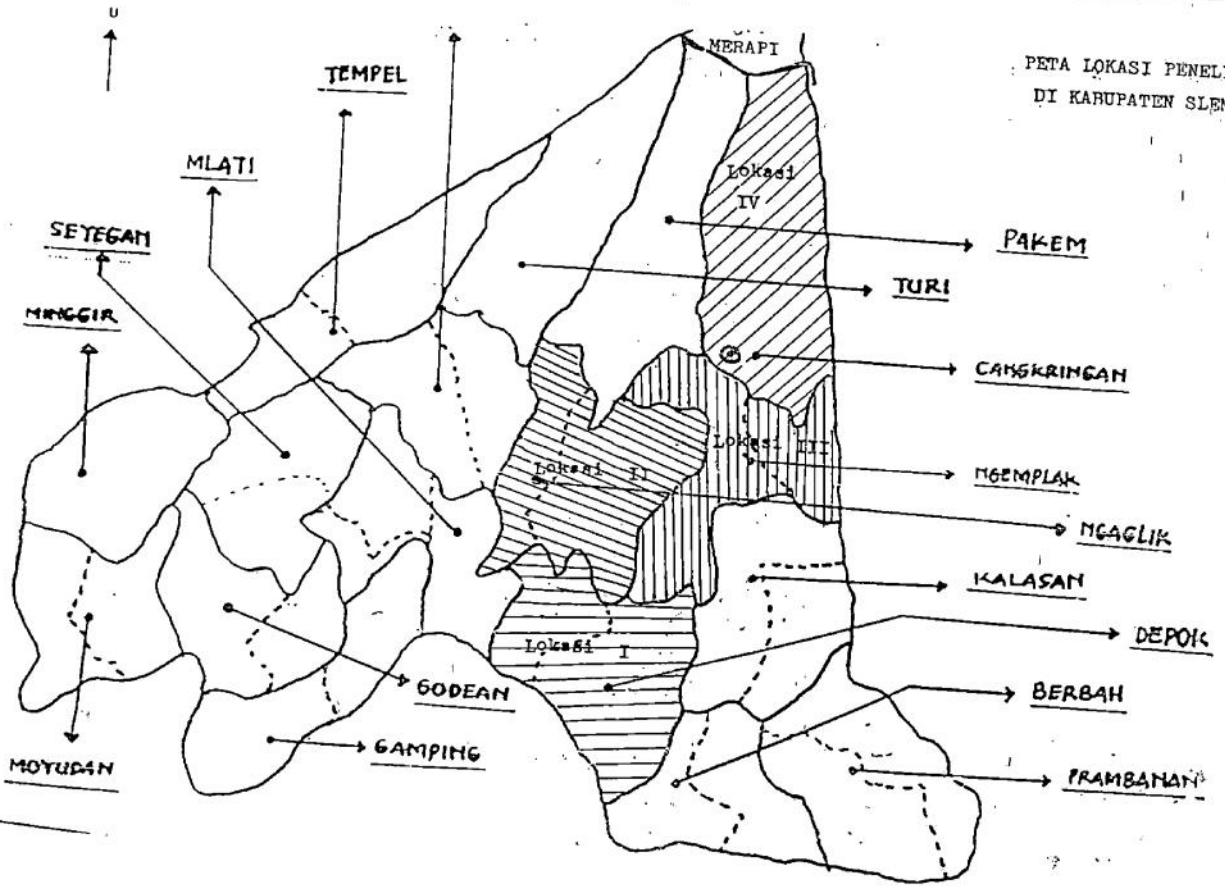 U
MERAPI
PETA LOKASI PENELI
DI KABUPATEN SLEM
TEMPEL
MLATI
SEYEGAN
MINGGIR
Lokasi
IV
PAKEM
TURI
CANGKRINGAN
Lokasi III
NGEMPLAK
Lokasi II
NGAGLIK
KALASAN
Lokasi I
DEPOK
BERBAH
GODEAN
GAMPING
MOYUDAN
PRAMBANAN